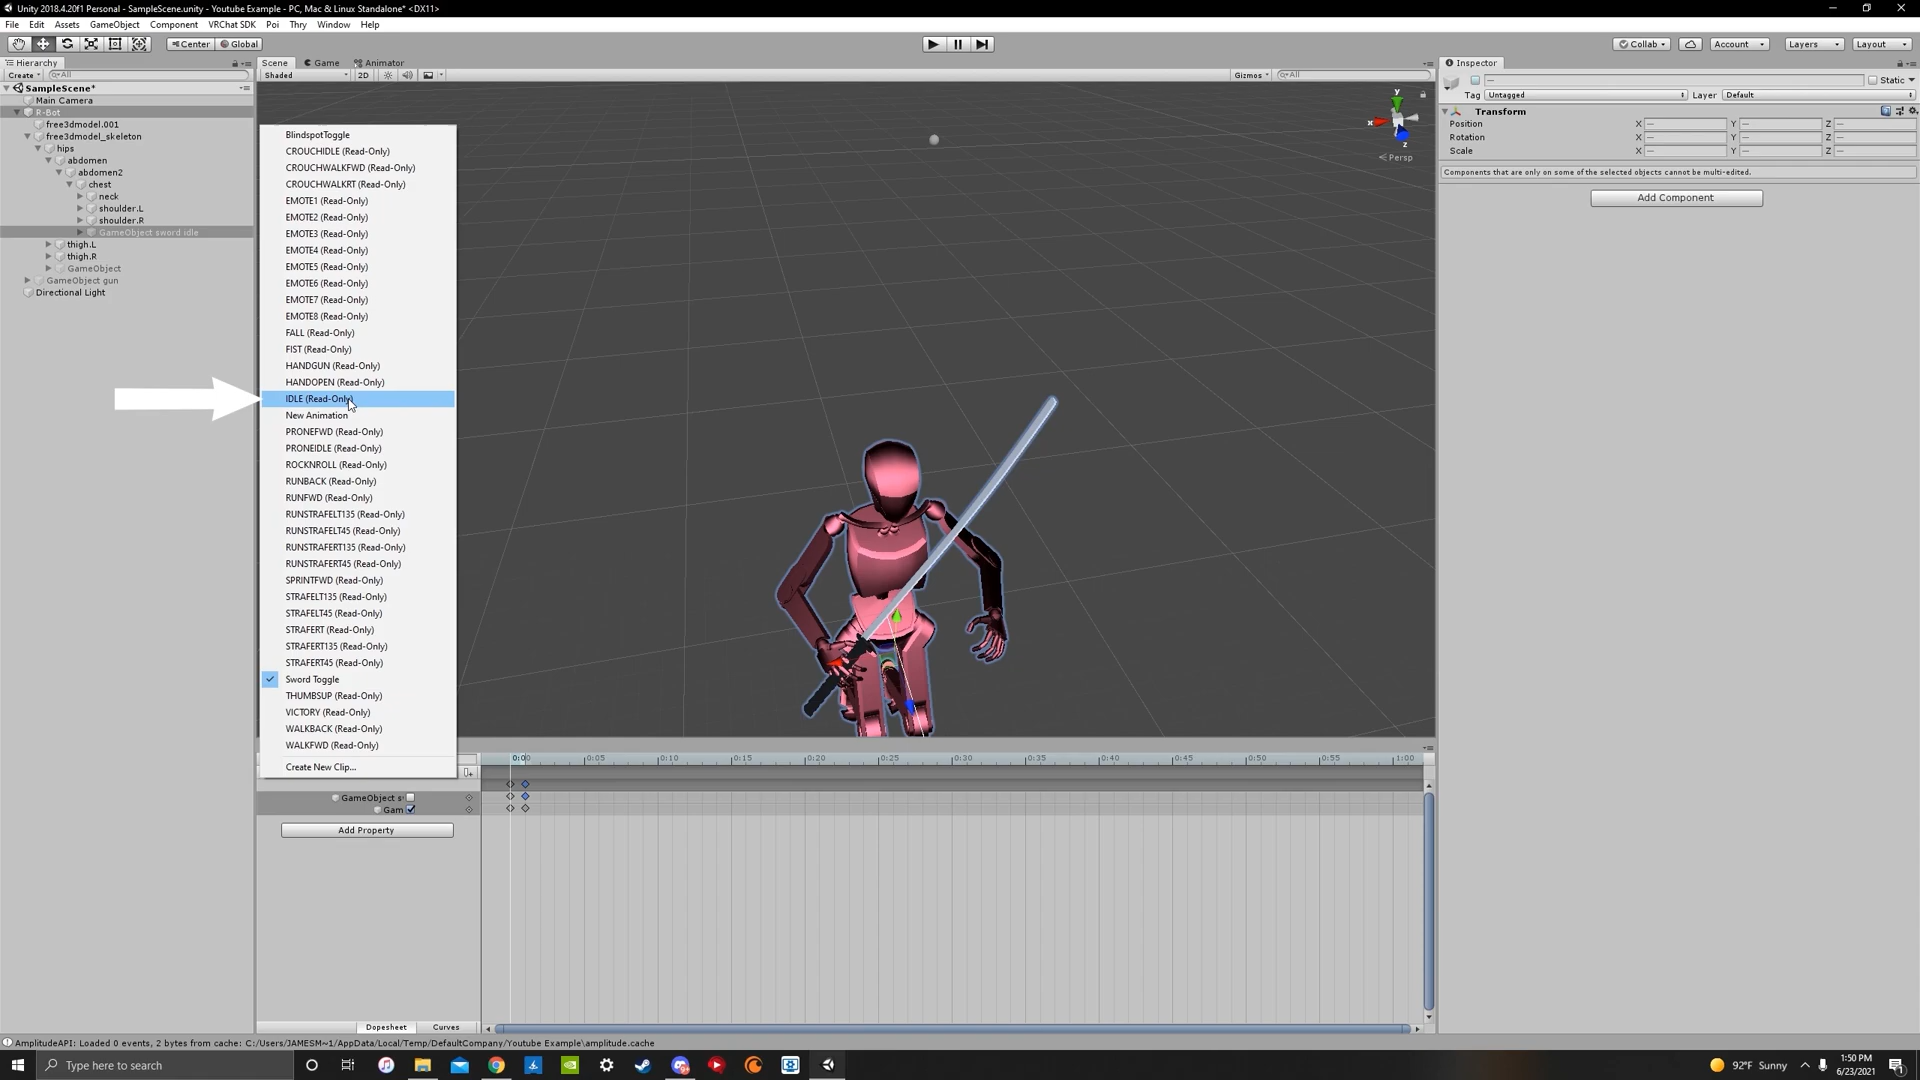 Unity 2018.4.20f1 Personal - SampleScene.unity - Youtube Example - PC, Mac & Linux Standalone* <DX11>
File Edit Assets GameObject Component VRChat SDK Poi Thry Window Help
Center Global Collab Account Layers Layout
Hierarchy
Create All
SampleScene*
Main Camera
R-Bot
free3dmodel.001
free3dmodel_skeleton
hips
abdomen
abdomen2
chest
neck
shoulder.L
shoulder.R
GameObject sword idle
thigh.L
thigh.R
GameObject
GameObject gun
Directional Light
Scene Game Animator
Shaded 2D Gizmos All
y
x
z
Persp
BlindspotToggle
CROUCHIDLE (Read-Only)
CROUCHWALKFWD (Read-Only)
CROUCHWALKRT (Read-Only)
EMOTE1 (Read-Only)
EMOTE2 (Read-Only)
EMOTE3 (Read-Only)
EMOTE4 (Read-Only)
EMOTE5 (Read-Only)
EMOTE6 (Read-Only)
EMOTE7 (Read-Only)
EMOTE8 (Read-Only)
FALL (Read-Only)
FIST (Read-Only)
HANDGUN (Read-Only)
HANDOPEN (Read-Only)
IDLE (Read-Only)
New Animation
PRONEFWD (Read-Only)
PRONEIDLE (Read-Only)
ROCKNROLL (Read-Only)
RUNBACK (Read-Only)
RUNFWD (Read-Only)
RUNSTRAFELT135 (Read-Only)
RUNSTRAFELT45 (Read-Only)
RUNSTRAFERT135 (Read-Only)
RUNSTRAFERT45 (Read-Only)
SPRINTFWD (Read-Only)
STRAFELT135 (Read-Only)
STRAFELT45 (Read-Only)
STRAFERT (Read-Only)
STRAFERT135 (Read-Only)
STRAFERT45 (Read-Only)
Sword Toggle
THUMBSUP (Read-Only)
VICTORY (Read-Only)
WALKBACK (Read-Only)
WALKFWD (Read-Only)
Create New Clip...
0:00 0:05 0:10 0:15 0:20 0:25 0:30 0:35 0:40 0:45 0:50 0:55 1:00
GameObject s
Gam
Add Property
Dopesheet Curves
Inspector
— Static
Tag Untagged Layer Default
Transform
Position X — Y — Z —
Rotation X — Y — Z —
Scale X — Y — Z —
Components that are only on some of the selected objects cannot be multi-edited.
Add Component
AmplitudeAPI: Loaded 0 events, 2 bytes from cache: C:/Users/JAMESM~1/AppData/Local/Temp/DefaultCompany/Youtube Example\amplitude.cache
Type here to search
92°F Sunny
1:50 PM
6/23/2021